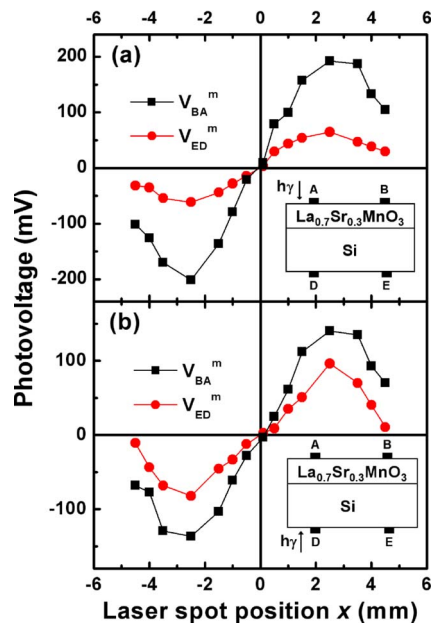 -6 -4 -2 0 2 4 6
200
100
0
-100
-200
(a)
V_BA^m
V_ED^m
hγ
A B
La0.7Sr0.3MnO3
Si
D E
Photovoltage (mV)
100
0
-100
(b)
V_BA^m
V_ED^m
A B
La0.7Sr0.3MnO3
Si
hγ D E
-6 -4 -2 0 2 4 6
Laser spot position x (mm)